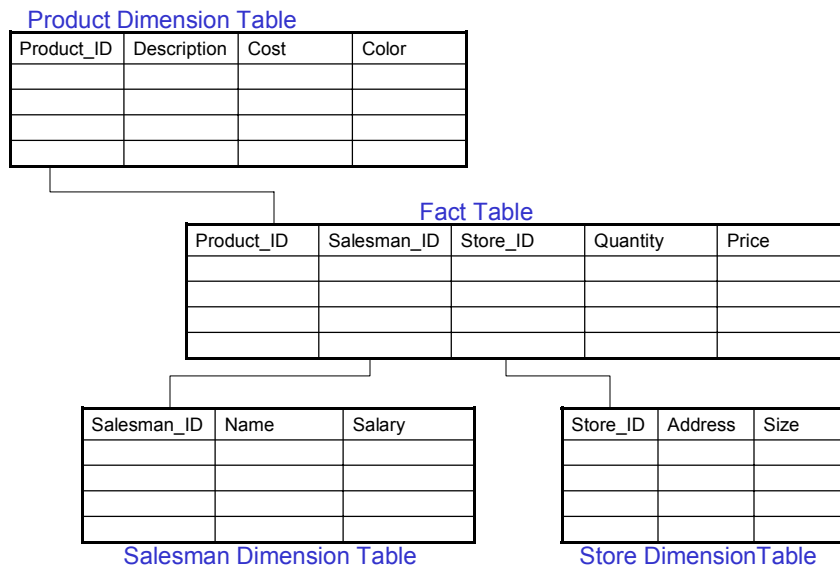 Product Dimension Table
Product_ID Description Cost Color
Fact Table
Product_ID Salesman_ID Store_ID Quantity Price
Salesman_ID Name Salary
Store_ID Address Size
Salesman Dimension Table
Store DimensionTable